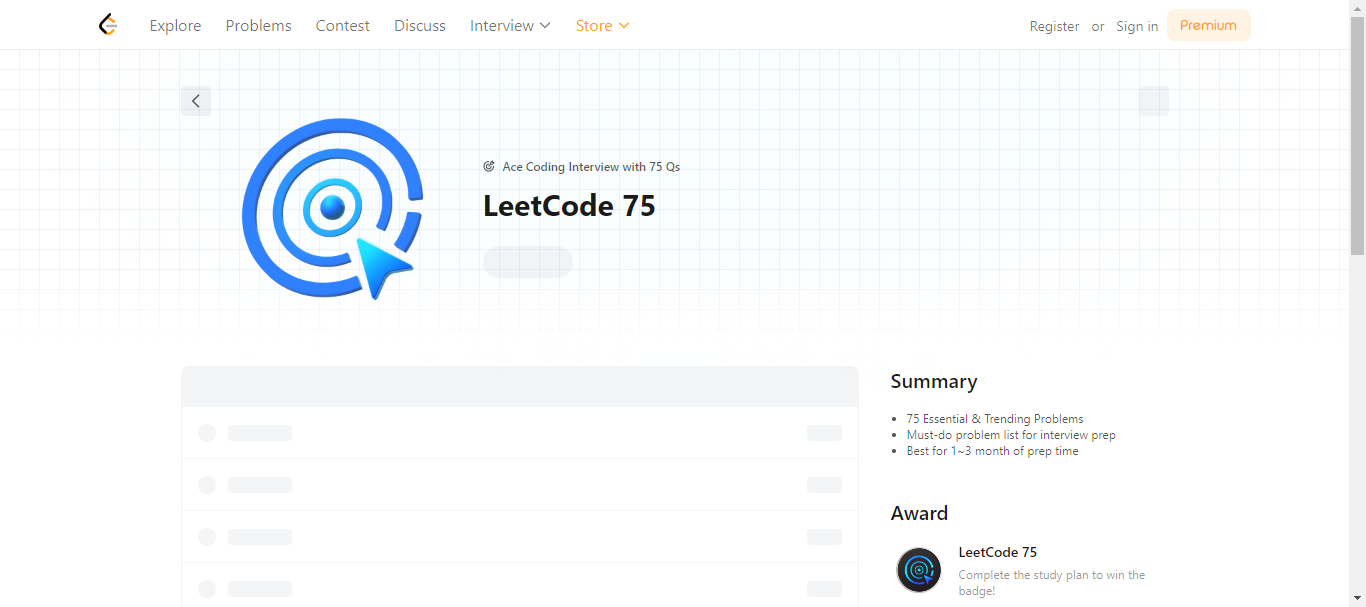 Explore Problems Contest Discuss Interview Store Register or Sign in Premium
Ace Coding Interview with 75 Qs
LeetCode 75
Summary
75 Essential & Trending Problems
Must-do problem list for interview prep
Best for 1~3 month of prep time
Award
LeetCode 75
Complete the study plan to win the
badge!